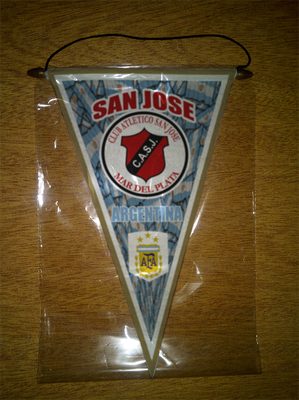 SAN JOSE
CLUB ATLETICO SAN JOSE
C.A.S.J.
MAR DEL PLATA
ARGENTINA
AFA